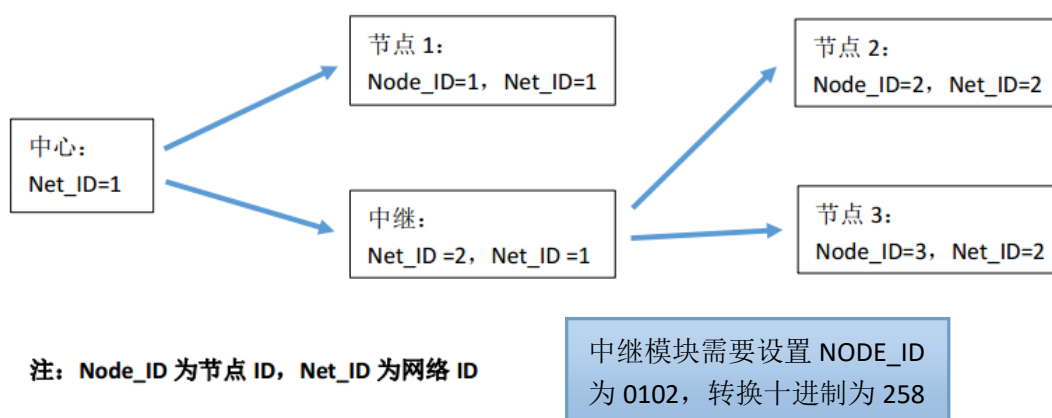 中心：
Net_ID=1
节点 1：
Node_ID=1，Net_ID=1
中继：
Net_ID =2，Net_ID =1
节点 2：
Node_ID=2，Net_ID=2
节点 3：
Node_ID=3，Net_ID=2
注：Node_ID 为节点 ID，Net_ID 为网络 ID
中继模块需要设置 NODE_ID
为 0102，转换十进制为 258